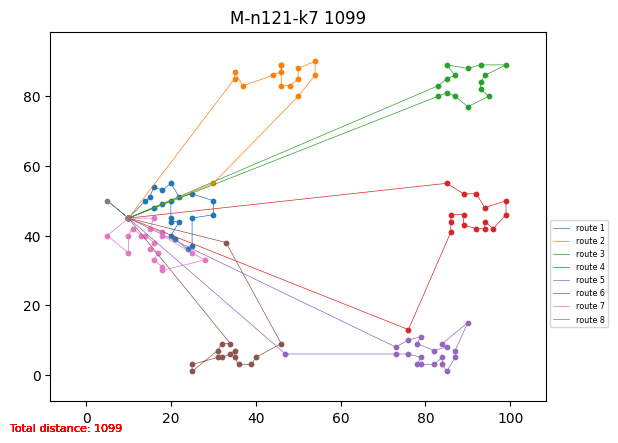 M-n121-k7 1099
80
60
40
20
0
0
20
40
60
80
100
route 1
route 2
route 3
route 4
route 5
route 6
route 7
route 8
Total distance: 1099